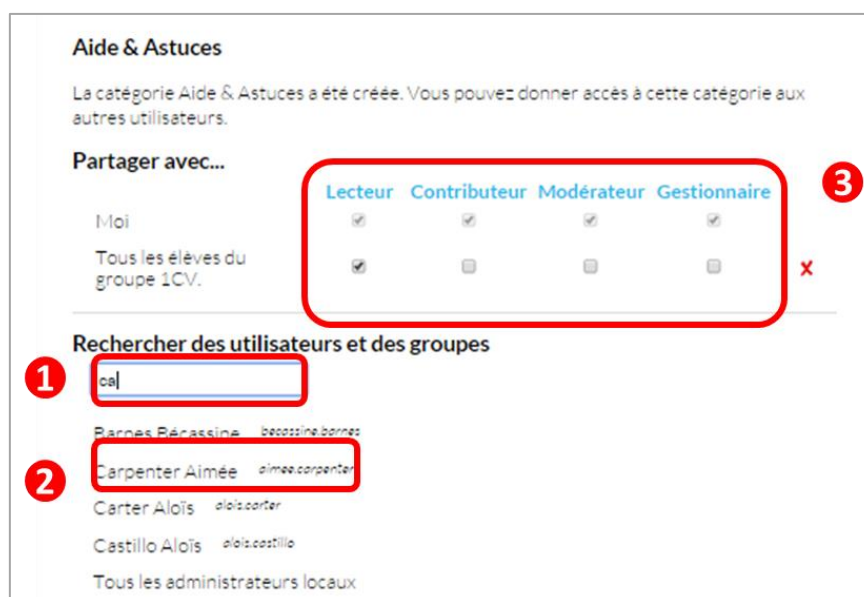 Aide & Astuces
La catégorie Aide & Astuces a été créée. Vous pouvez donner accès à cette catégorie aux
autres utilisateurs.
Partager avec...
Lecteur Contributeur Modérateur Gestionnaire
3
Moi
Tous les élèves du
groupe 1CV.
X
Rechercher des utilisateurs et des groupes
1
ca
Barnes Bécassine becassine.barnes
2
Carpenter Aimée aimee.carpenter
Carter Aloïs alois.carter
Castillo Aloïs alois.castillo
Tous les administrateurs locaux